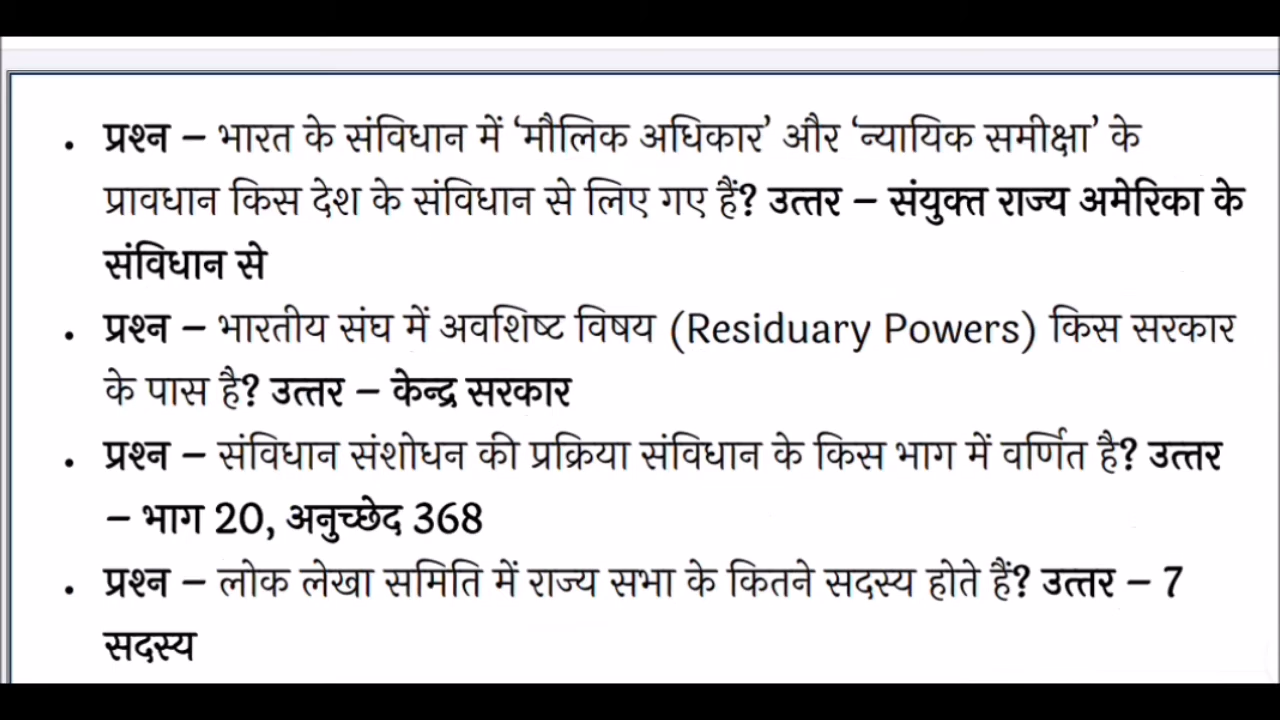 • प्रश्न – भारत के संविधान में ‘मौलिक अधिकार’ और ‘न्यायिक समीक्षा’ के
प्रावधान किस देश के संविधान से लिए गए हैं? उत्तर – संयुक्त राज्य अमेरिका के
संविधान से
• प्रश्न – भारतीय संघ में अवशिष्ट विषय (Residuary Powers) किस सरकार
के पास है? उत्तर – केन्द्र सरकार
• प्रश्न – संविधान संशोधन की प्रक्रिया संविधान के किस भाग में वर्णित है? उत्तर
– भाग 20, अनुच्छेद 368
• प्रश्न – लोक लेखा समिति में राज्य सभा के कितने सदस्य होते हैं? उत्तर – 7
सदस्य